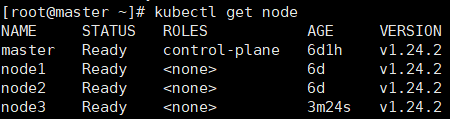 [root@master ~]# kubectl get node
NAME STATUS ROLES AGE VERSION
master Ready control-plane 6d1h v1.24.2
node1 Ready <none> 6d v1.24.2
node2 Ready <none> 6d v1.24.2
node3 Ready <none> 3m24s v1.24.2